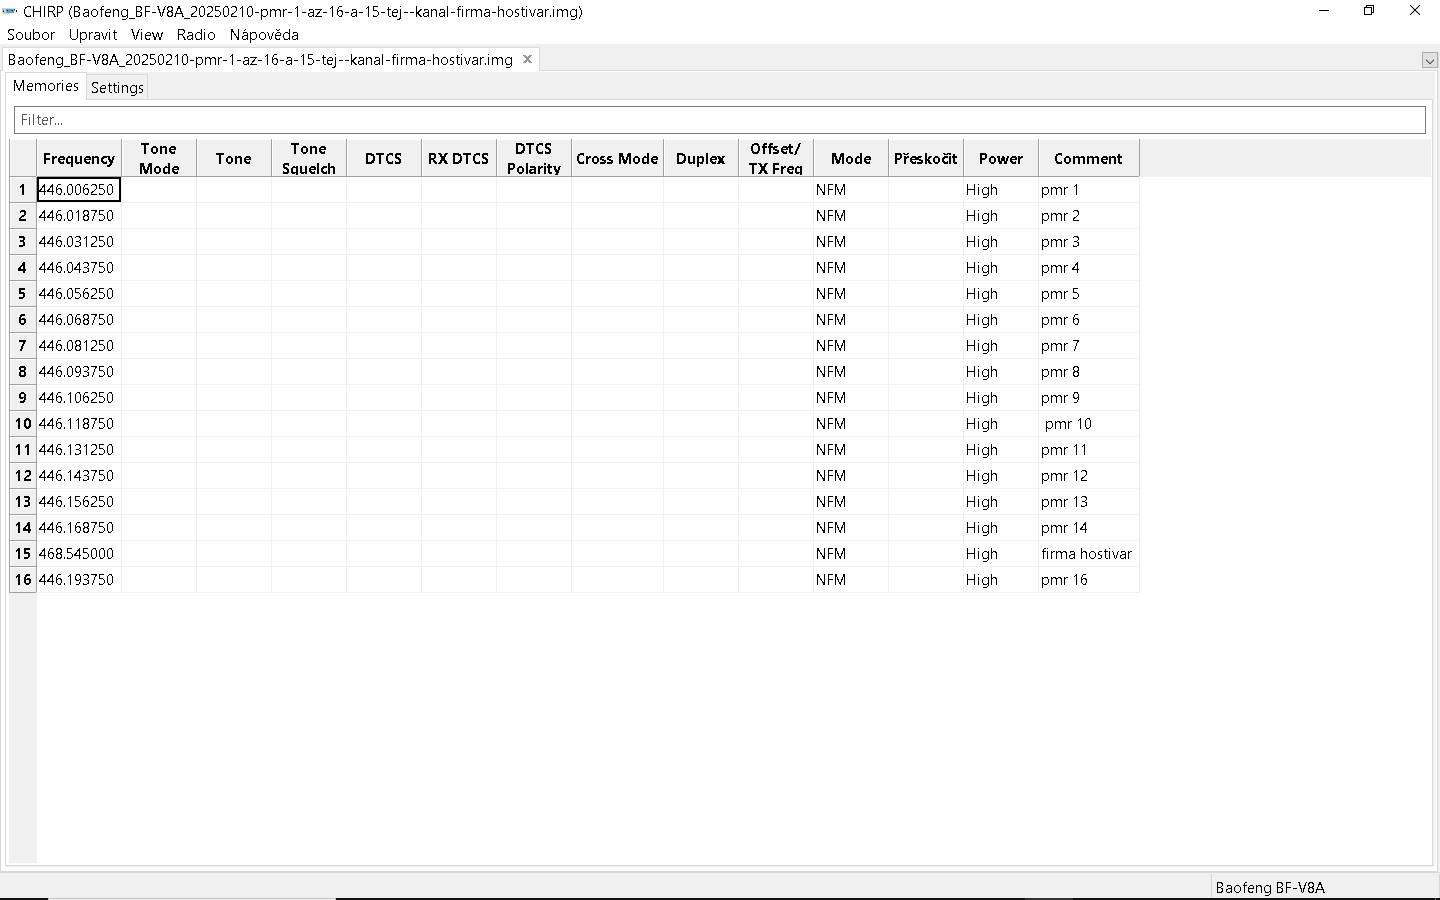 CHIRP (Baofeng_BF-V8A_20250210-pmr-1-az-16-a-15-tej--kanal-firma-hostivar.img)
Soubor Upravit View Radio Nápověda
Baofeng_BF-V8A_20250210-pmr-1-az-16-a-15-tej--kanal-firma-hostivar.img
Memories Settings
Filter...
Frequency Tone Mode Tone Tone Squelch DTCS RX DTCS DTCS Polarity Cross Mode Duplex Offset/ TX Freq Mode Přeskočit Power Comment
1 446.006250 NFM High pmr 1
2 446.018750 NFM High pmr 2
3 446.031250 NFM High pmr 3
4 446.043750 NFM High pmr 4
5 446.056250 NFM High pmr 5
6 446.068750 NFM High pmr 6
7 446.081250 NFM High pmr 7
8 446.093750 NFM High pmr 8
9 446.106250 NFM High pmr 9
10 446.118750 NFM High pmr 10
11 446.131250 NFM High pmr 11
12 446.143750 NFM High pmr 12
13 446.156250 NFM High pmr 13
14 446.168750 NFM High pmr 14
15 468.545000 NFM High firma hostivar
16 446.193750 NFM High pmr 16
Baofeng BF-V8A